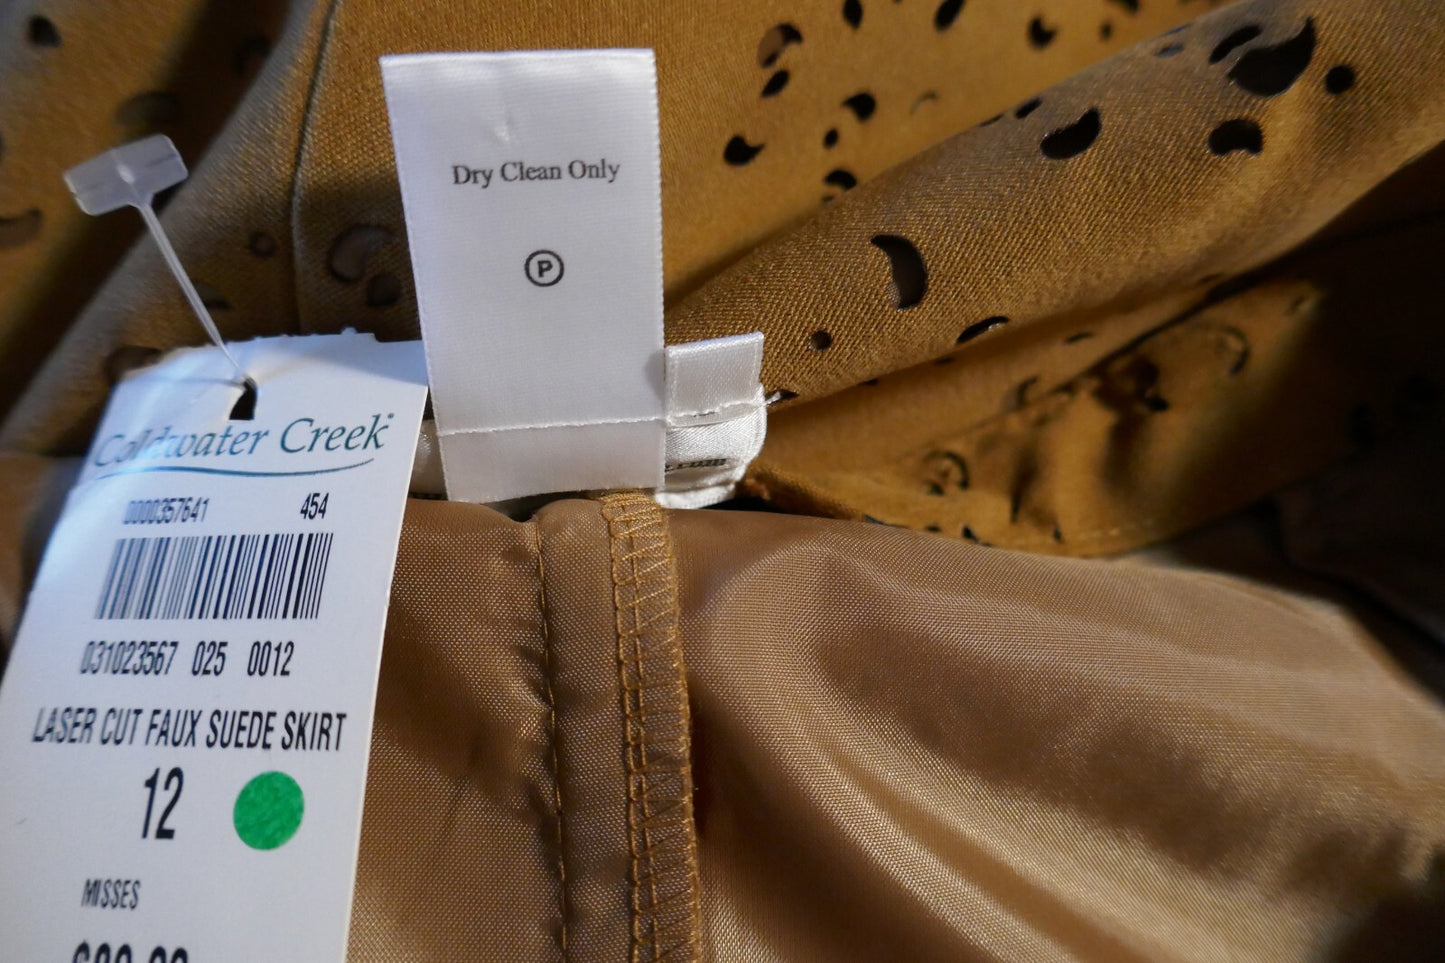 Dry Clean Only
P
Coldwater Creek®
0000357641 454
031023567 025 0012
LASER CUT FAUX SUEDE SKIRT
12
MISSES